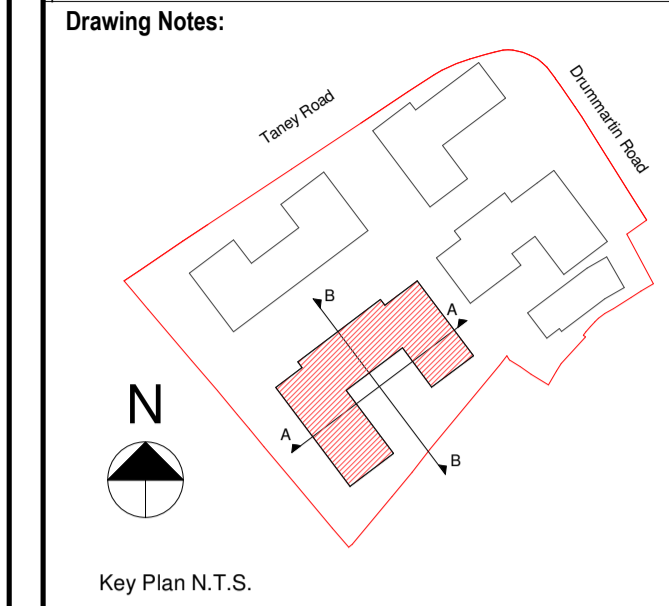 Drawing Notes:
Taney Road
Drummartin Road
B
A
A
B
N
Key Plan N.T.S.